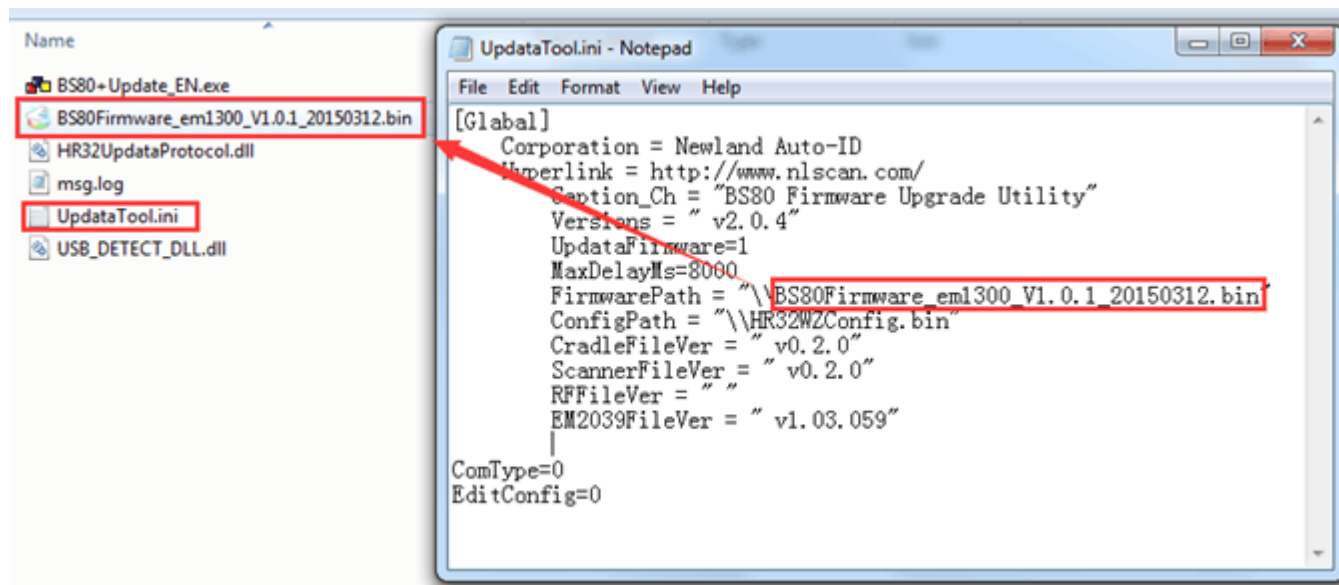 Name
BS80+Update_EN.exe
BS80Firmware_em1300_V1.0.1_20150312.bin
HR32UpdataProtocol.dll
msg.log
UpdataTool.ini
USB_DETECT_DLL.dll
UpdataTool.ini - Notepad
File Edit Format View Help
[Glabal]
Corporation = Newland Auto-ID
Hyperlink = http://www.nlscan.com/
Caption_Ch = "BS80 Firmware Upgrade Utility"
Versions = " v2.0.4"
UpdataFirmware=1
MaxDelayMs=8000
FirmwarePath = "\\BS80Firmware_em1300_V1.0.1_20150312.bin"
ConfigPath = "\\HR32WZConfig.bin"
CradleFileVer = " v0.2.0"
ScannerFileVer = " v0.2.0"
RFFileVer = " "
EM2039FileVer = " v1.03.059"
ComType=0
EditConfig=0